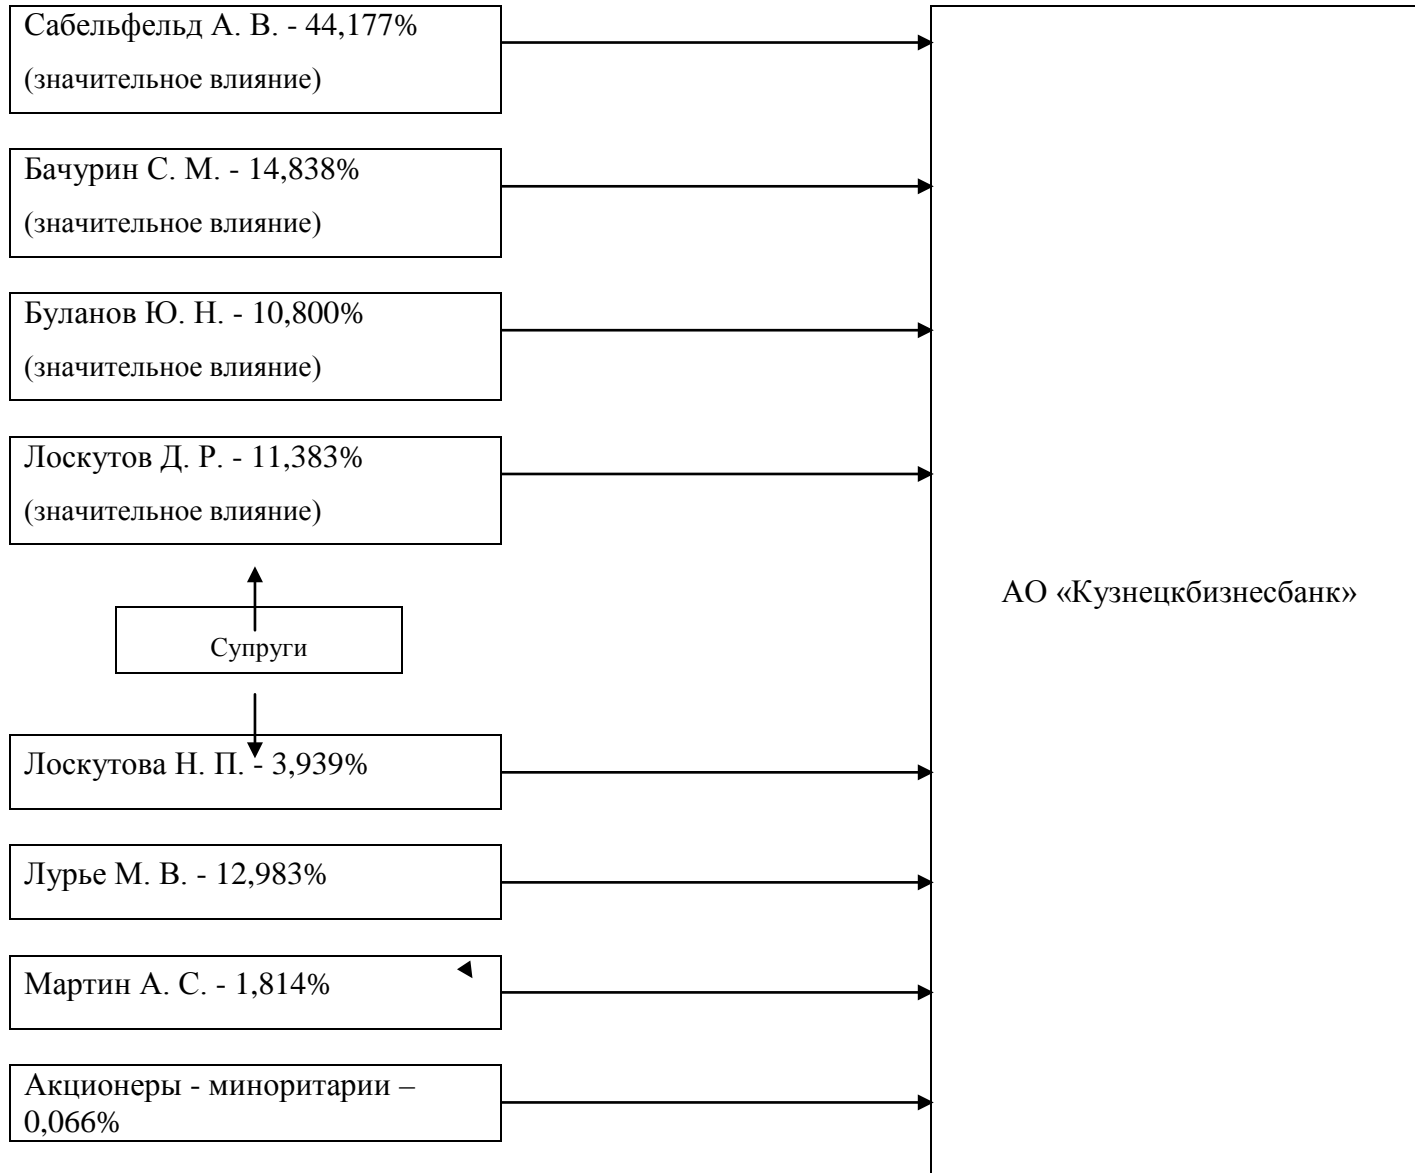 Сабельфельд А. В. - 44,177%
(значительное влияние)
Бачурин С. М. - 14,838%
(значительное влияние)
Буланов Ю. Н. - 10,800%
(значительное влияние)
Лоскутов Д. Р. - 11,383%
(значительное влияние)
АО «Кузнецкбизнесбанк»
Супруги
Лоскутова Н. П. - 3,939%
Лурье М. В. - 12,983%
Мартин А. С. - 1,814%
Акционеры - миноритарии –
0,066%